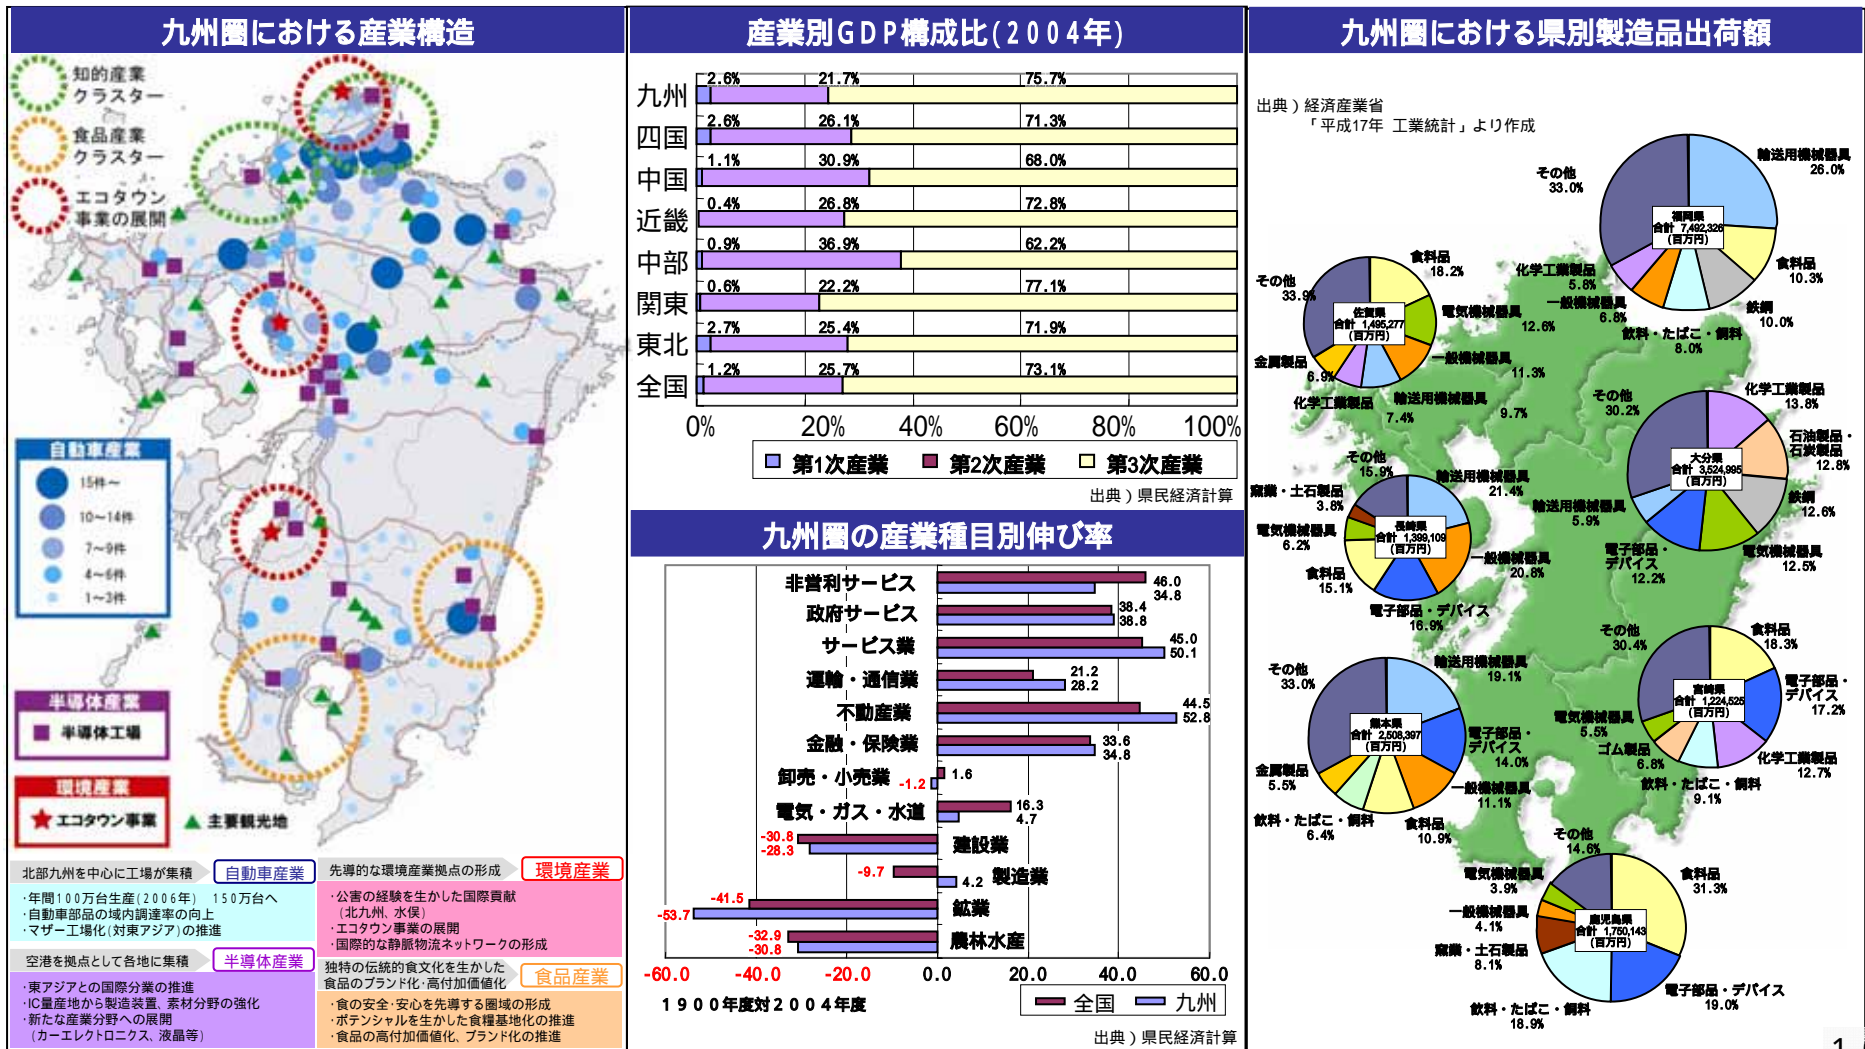 九州圏における産業構造
知的産業
クラスター
食品産業
クラスター
エコタウン
事業の展開
自動車産業
15件～
10～14件
7～9件
4～6件
1～3件
半導体産業
半導体工場
環境産業
エコタウン事業
主要観光地
北部九州を中心に工場が集積
自動車産業
・年間100万台生産(2006年) 150万台へ
・自動車部品の域内調達率の向上
・マザー工場化(対東アジア)の推進
先導的な環境産業拠点の形成
環境産業
・公害の経験を生かした国際貢献
(北九州、水俣)
・エコタウン事業の展開
・国際的な静脈物流ネットワークの形成
空港を拠点として各地に集積
半導体産業
・東アジアとの国際分業の推進
・IC量産地から製造装置、素材分野の強化
・新たな産業分野への展開
(カーエレクトロニクス、液晶等)
独特の伝統的食文化を生かした
食品のブランド化・高付加価値化
食品産業
・食の安全・安心を先導する圏域の形成
・ポテンシャルを生かした食糧基地化の推進
・食品の高付加価値化、ブランド化の推進
産業別GDP構成比(2004年)
九州 2.6% 21.7% 75.7%
四国 2.6% 26.1% 71.3%
中国 1.1% 30.9% 68.0%
近畿 0.4% 26.8% 72.8%
中部 0.9% 36.9% 62.2%
関東 0.6% 22.2% 77.1%
東北 2.7% 25.4% 71.9%
全国 1.2% 25.7% 73.1%
0% 20% 40% 60% 80% 100%
第1次産業 第2次産業 第3次産業
出典）県民経済計算
九州圏の産業種目別伸び率
非営利サービス 46.0
34.8
政府サービス 38.4
38.8
サービス業 45.0
50.1
運輸・通信業 21.2
28.2
不動産業 44.5
52.8
金融・保険業 33.6
34.8
卸売・小売業 -1.2 1.6
電気・ガス・水道 16.3
4.7
-30.8
-28.3 建設業
-9.7 4.2 製造業
-41.5
-53.7 鉱業
-32.9
-30.8 農林水産
-60.0 -40.0 -20.0 0.0 20.0 40.0 60.0
1900年度対2004年度
全国 九州
出典）県民経済計算
九州圏における県別製造品出荷額
出典）経済産業省
「平成17年 工業統計」より作成
福岡県
合計 7,492,326
(百万円)
輸送用機械器具
26.0%
食料品
10.3%
鉄鋼
10.0%
飲料・たばこ・飼料
8.0%
一般機械器具
6.8%
化学工業製品
5.8%
その他
33.0%
佐賀県
合計 1,495,277
(百万円)
食料品
18.2%
電気機械器具
12.6%
一般機械器具
11.3%
輸送用機械器具
9.7%
化学工業製品
7.4%
金属製品
6.9%
その他
33.9%
大分県
合計 3,524,995
(百万円)
化学工業製品
13.8%
石油製品・
石炭製品
12.8%
鉄鋼
12.6%
電気機械器具
12.5%
電子部品・
デバイス
12.2%
輸送用機械器具
5.9%
その他
30.2%
長崎県
合計 1,399,109
(百万円)
輸送用機械器具
21.4%
一般機械器具
20.8%
電子部品・デバイス
16.9%
食料品
15.1%
電気機械器具
6.2%
窯業・土石製品
3.8%
その他
15.9%
宮崎県
合計 1,224,525
(百万円)
食料品
18.3%
電子部品・
デバイス
17.2%
化学工業製品
12.7%
飲料・たばこ・飼料
9.1%
ゴム製品
6.8%
電気機械器具
5.5%
その他
30.4%
熊本県
合計 2,508,397
(百万円)
輸送用機械器具
19.1%
電子部品・
デバイス
14.0%
一般機械器具
11.1%
食料品
10.9%
飲料・たばこ・飼料
6.4%
金属製品
5.5%
その他
33.0%
鹿児島県
合計 1,750,143
(百万円)
食料品
31.3%
電子部品・デバイス
19.0%
飲料・たばこ・飼料
18.9%
窯業・土石製品
8.1%
一般機械器具
4.1%
電気機械器具
3.9%
その他
14.6%
1